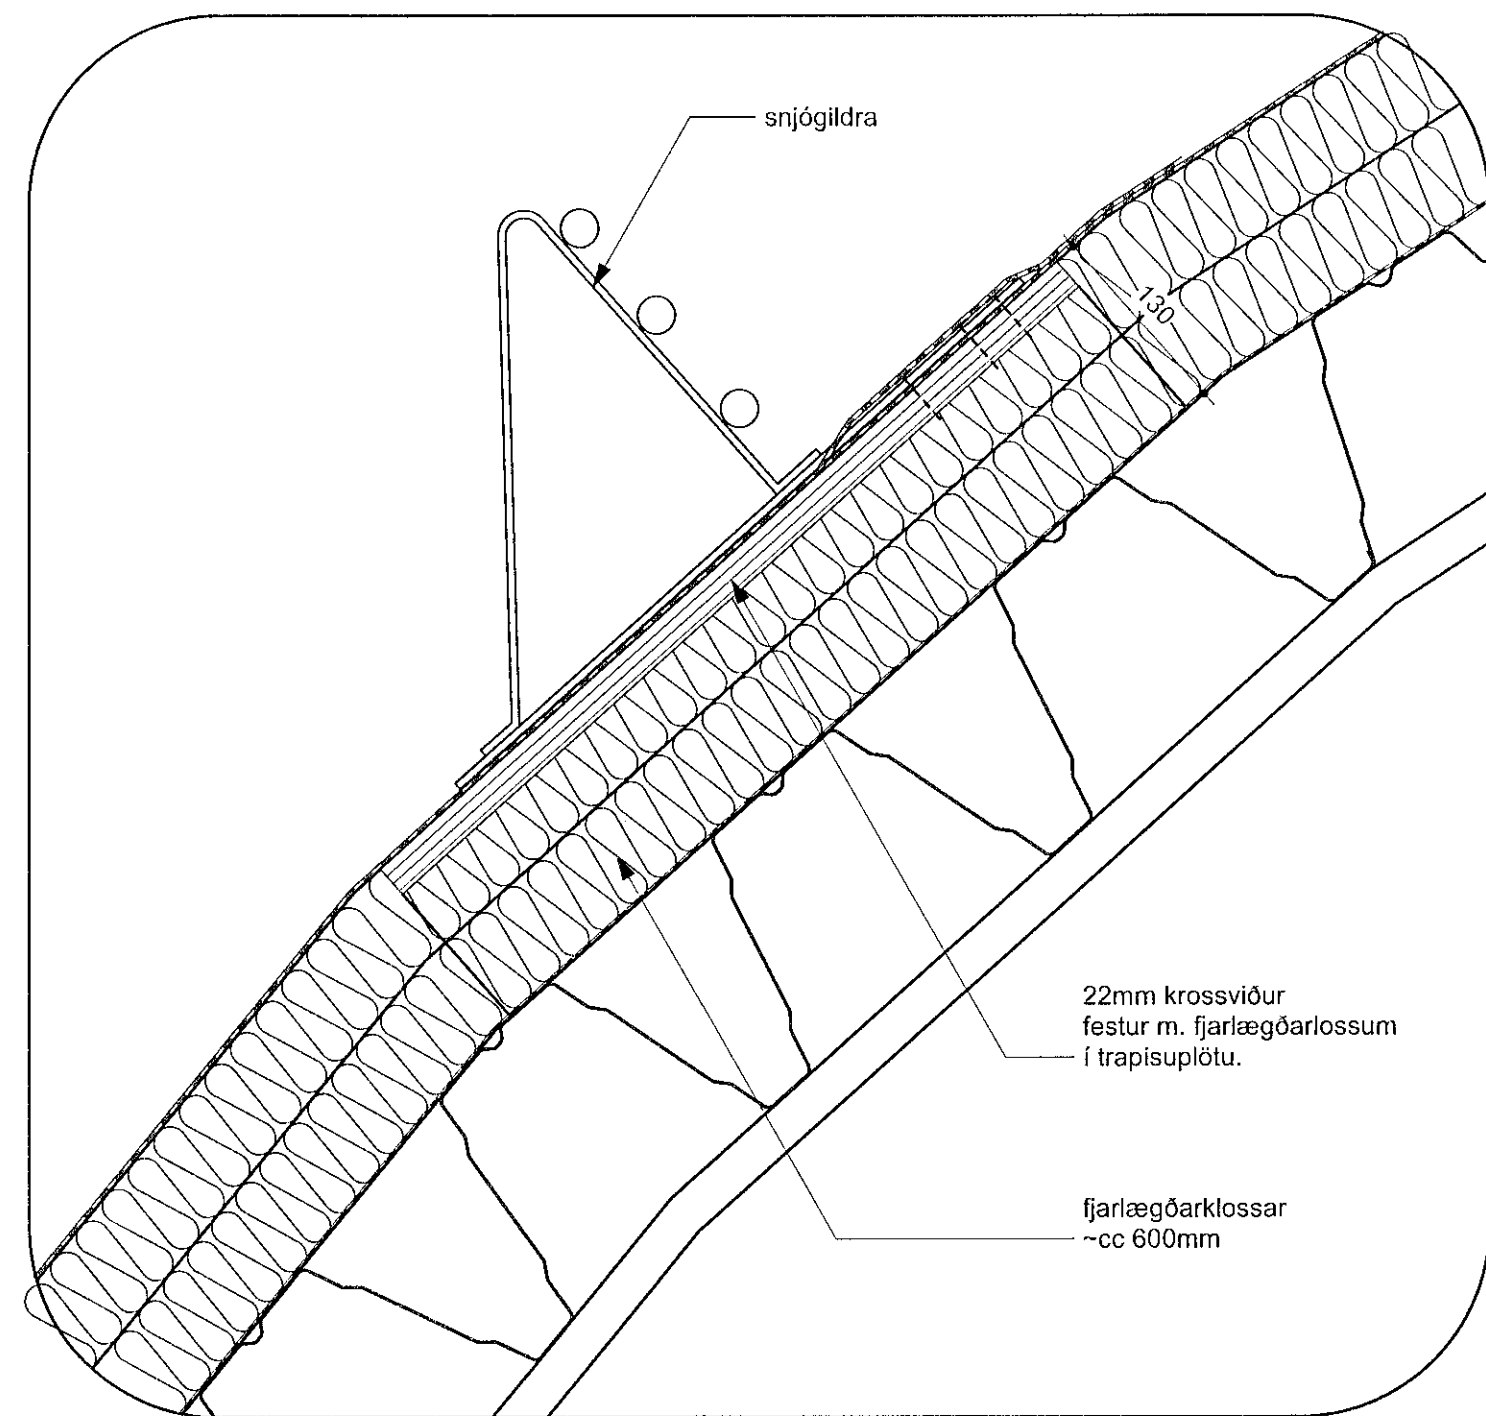 snjógildra
130
22mm krossviður
festur m. fjarlægðarlossum
í trapisuplötu.
fjarlægðarklossar
~cc 600mm